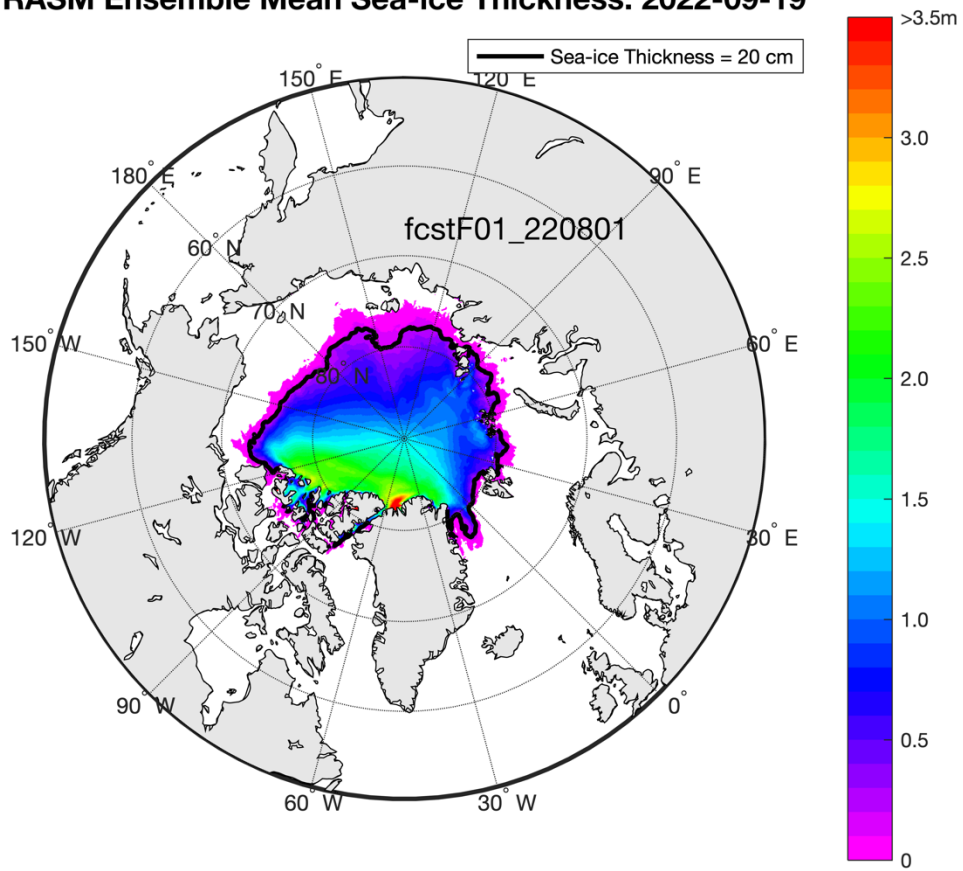 RASM Ensemble Mean Sea-Ice Thickness: 2022-09-19
>3.5m
Sea-ice Thickness = 20 cm
150° E
120° E
3.0
180° E
90° E
fcstF01_220801
60° N
2.5
70° N
150° W
60° E
80° N
2.0
1.5
120° W
30° E
1.0
90° W
0°
0.5
60° W
30° W
0